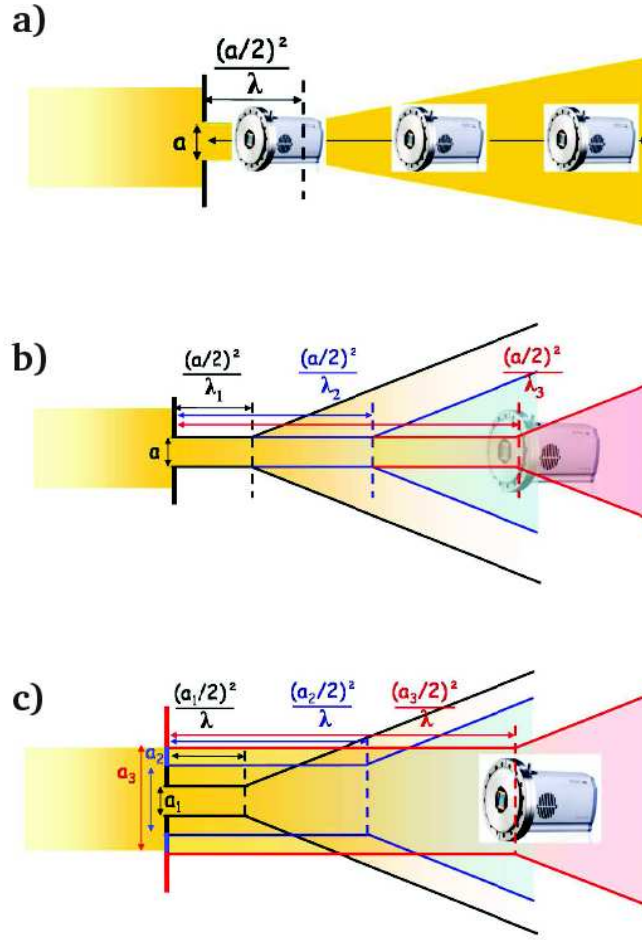 a)
(a/2)²
λ
a
b)
(a/2)² (a/2)² (a/2)²
λ₁ λ₂ λ₃
a
c)
(a₁/2)² (a₂/2)² (a₃/2)²
λ λ λ
a₂
a₃
a₁